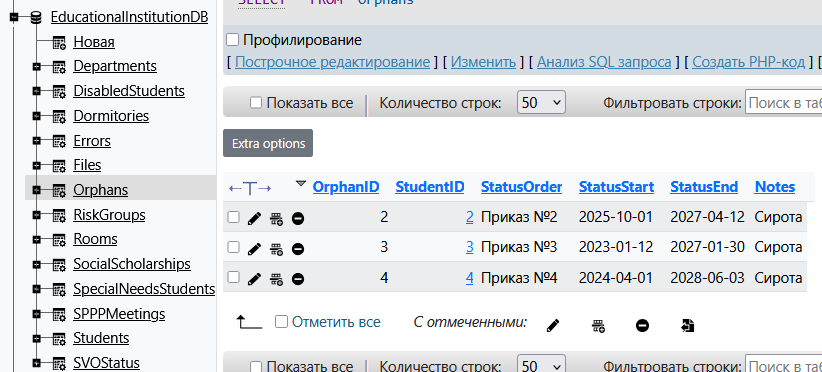 EducationalInstitutionDB
Новая
Departments
DisabledStudents
Dormitories
Errors
Files
Orphans
RiskGroups
Rooms
SocialScholarships
SpecialNeedsStudents
SPPPMeetings
Students
SVOStatus
SELECT * FROM `orphans`
Профилирование
[ Построчное редактирование ] [ Изменить ] [ Анализ SQL запроса ] [ Создать PHP-код ] [
Показать все | Количество строк: 50 Фильтровать строки: Поиск в таб
Extra options
←T→ OrphanID StudentID StatusOrder StatusStart StatusEnd Notes
2 2 Приказ №2 2025-10-01 2027-04-12 Сирота
3 3 Приказ №3 2023-01-12 2027-01-30 Сирота
4 4 Приказ №4 2024-04-01 2028-06-03 Сирота
Отметить все С отмеченными:
Показать все | Количество строк: 50 Фильтровать строки: Поиск в таб